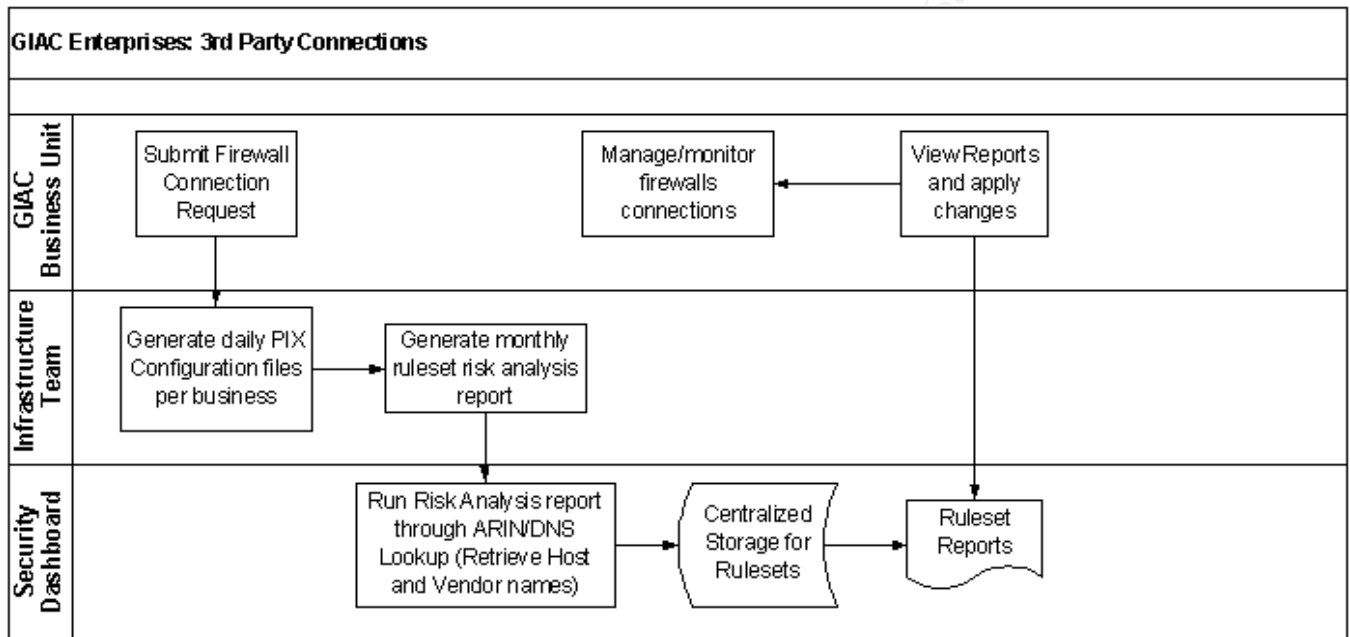 GIAC Enterprises: 3rd Party Connections
GIAC
Business Unit
Submit Firewall
Connection
Request
Manage/monitor
firewalls
connections
View Reports
and apply
changes
Infrastructure
Team
Generate daily PIX
Configuration files
per business
Generate monthly
ruleset risk analysis
report
Security
Dashboard
Run Risk Analysis report
through ARIN/DNS
Lookup (Retrieve Host
and Vendor names)
Centralized
Storage for
Rulesets
Ruleset
Reports